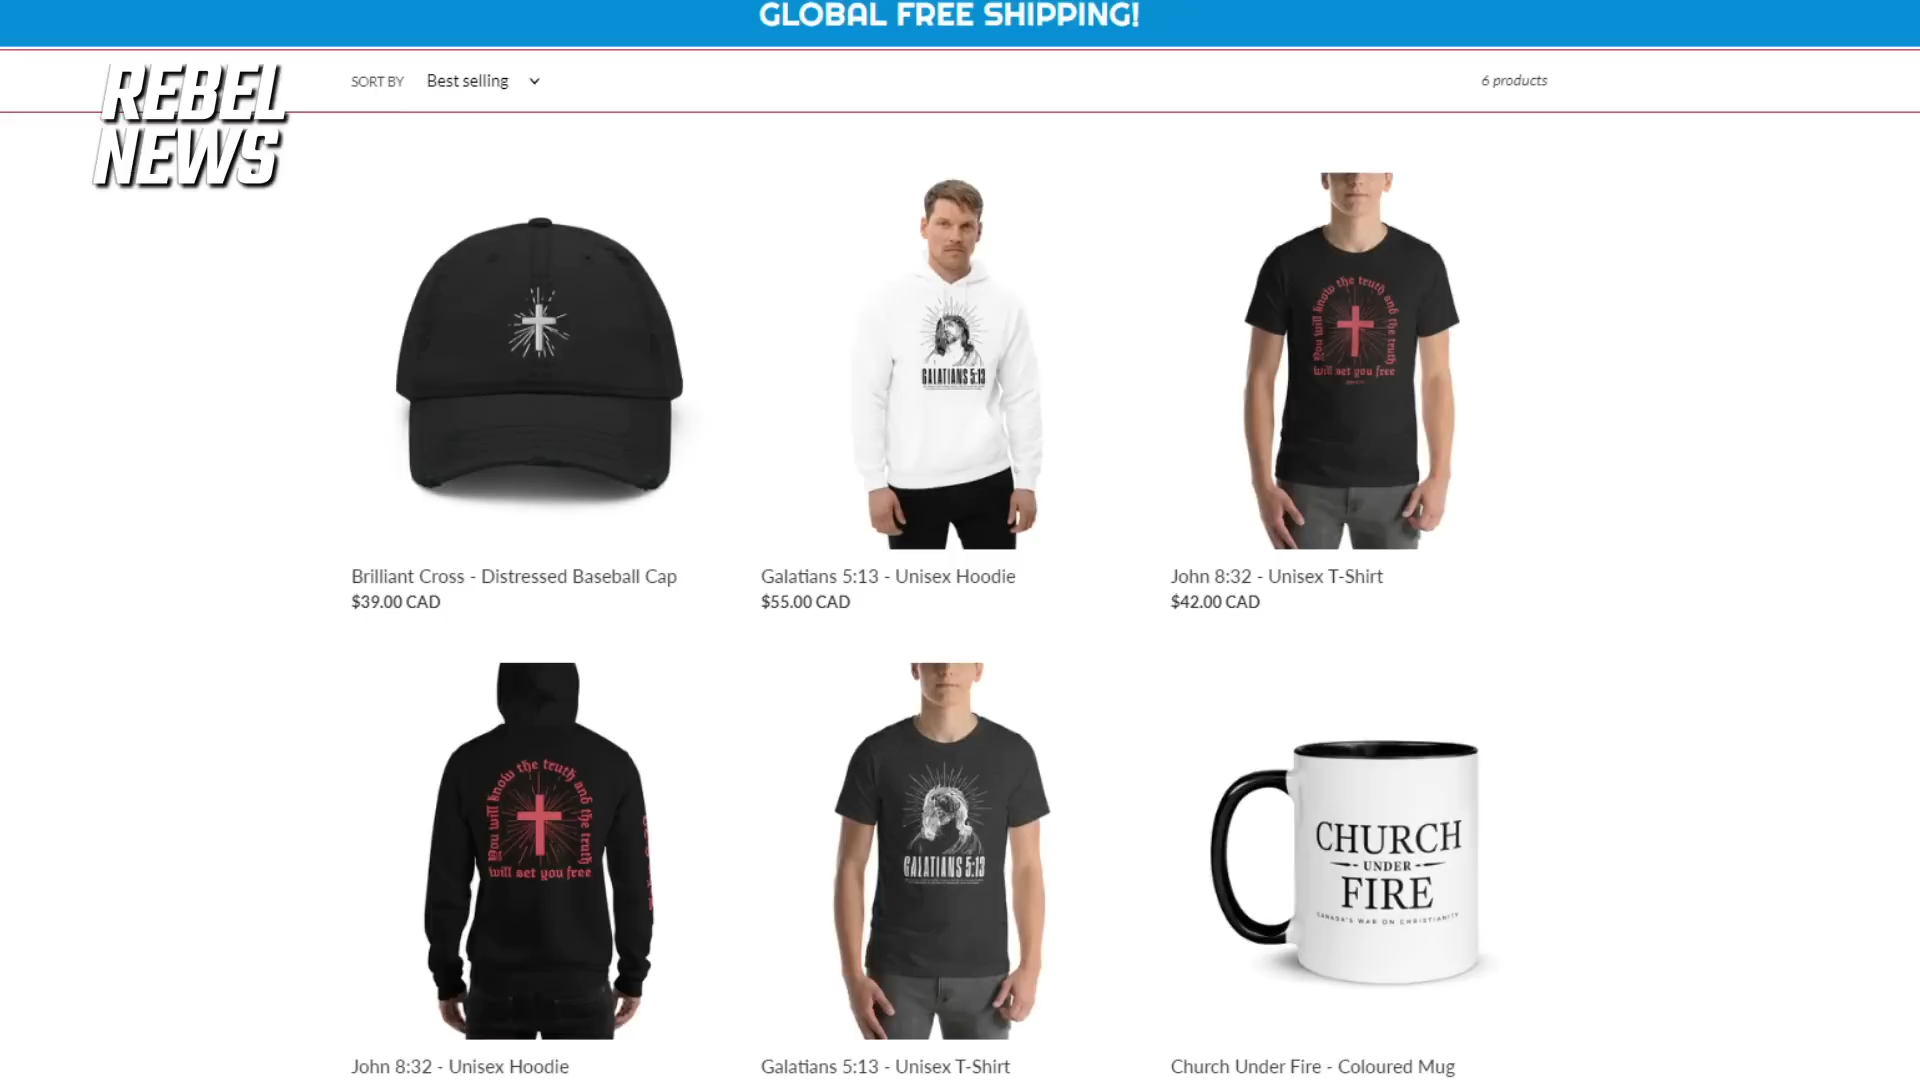 GLOBAL FREE SHIPPING!
REBEL
NEWS
SORT BY Best selling
6 products
GALATIANS 5:13
You will know the truth and the truth
will set you free
Brilliant Cross - Distressed Baseball Cap
$39.00 CAD
Galatians 5:13 - Unisex Hoodie
$55.00 CAD
John 8:32 - Unisex T-Shirt
$42.00 CAD
You will know the truth and the truth
will set you free
GALATIANS 5:13
CHURCH
UNDER
FIRE
CANADA'S WAR ON CHRISTIANITY
John 8:32 - Unisex Hoodie
Galatians 5:13 - Unisex T-Shirt
Church Under Fire - Coloured Mug